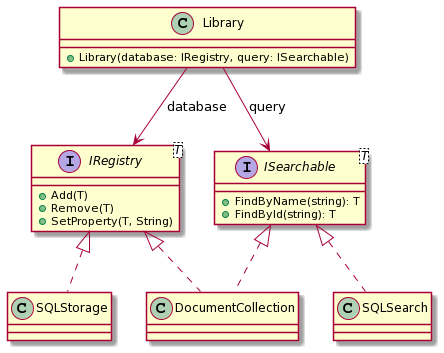 C Library
Library(database: IRegistry, query: ISearchable)
database
query
I IRegistry T
Add(T)
Remove(T)
SetProperty(T, String)
I ISearchable T
FindByName(string): T
FindById(string): T
C SQLStorage
C DocumentCollection
C SQLSearch